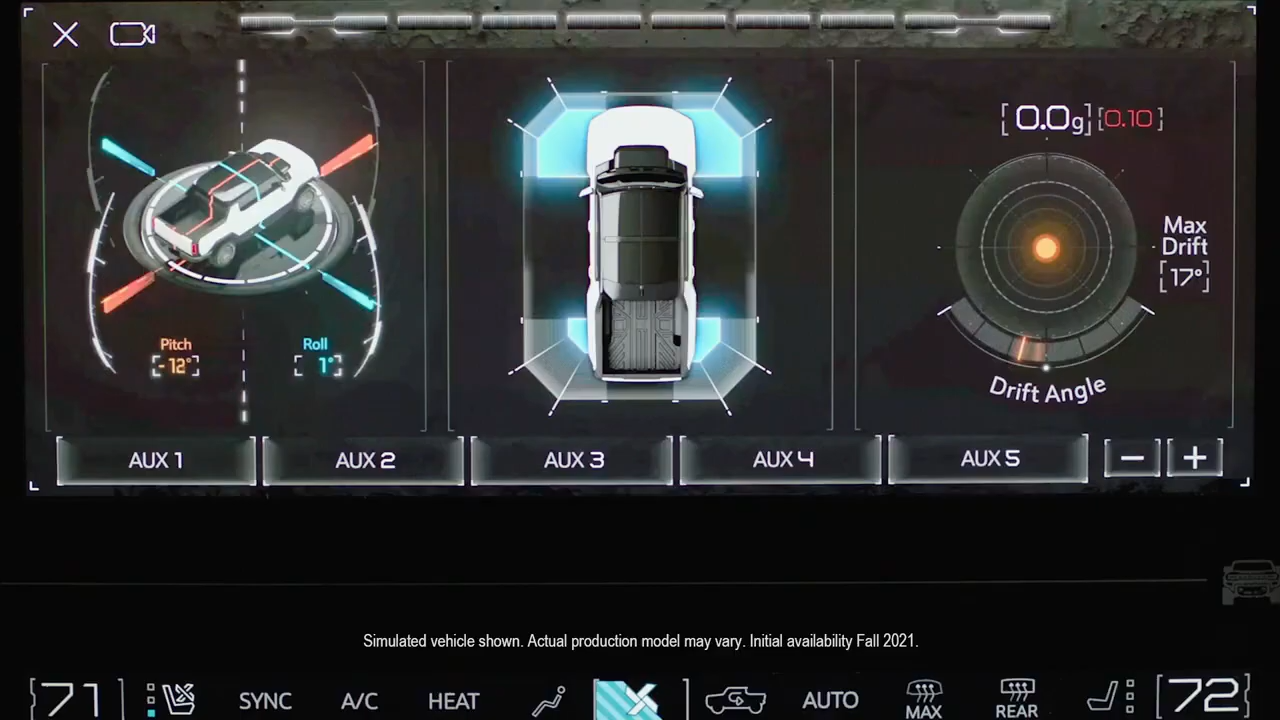 [0.0g] [0.10]
Max
Drift
[17°]
Pitch
[-12°]
Roll
[1°]
Drift Angle
AUX 1
AUX 2
AUX 3
AUX 4
AUX 5
− +
Simulated vehicle shown. Actual production model may vary. Initial availability Fall 2021.
71 SYNC A/C HEAT AUTO MAX REAR 72